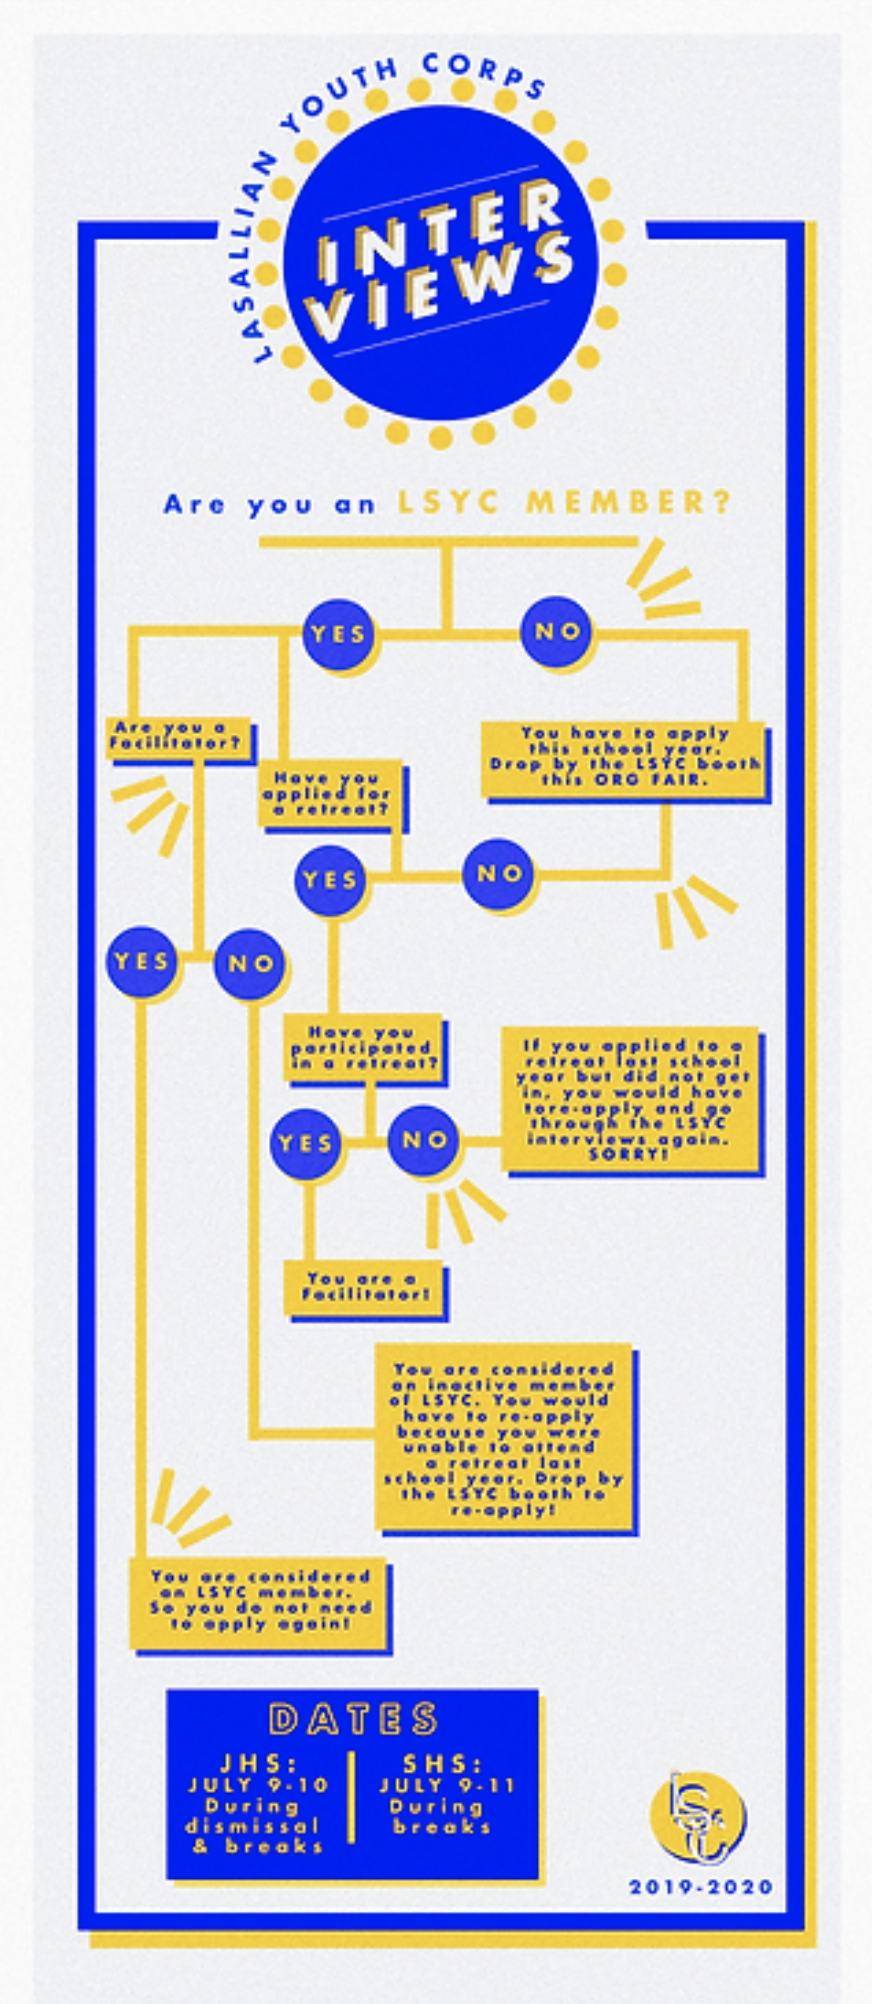 LASALLIAN YOUTH CORPS
INTER
VIEWS
Are you an LSYC MEMBER?
YES
NO
Are you a
Facilitator?
Have you
applied for
a retreat?
You have to apply
this school year.
Drop by the LSYC booth
this ORG FAIR.
YES
NO
YES
NO
Have you
participated
in a retreat?
If you applied to a
retreat last school
year but did not get
in, you would have
tore-apply and go
through the LSYC
interviews again.
SORRY!
YES
NO
You are a
Facilitator!
You are considered
an inactive member
of LSYC. You would
have to re-apply
because you were
unable to attend
a retreat last
school year. Drop by
the LSYC booth to
re-apply!
You are considered
an LSYC member.
So you do not need
to apply again!
DATES
JHS:
JULY 9-10
During
dismissal
& breaks
SHS:
JULY 9-11
During
breaks
LSYC
2019-2020